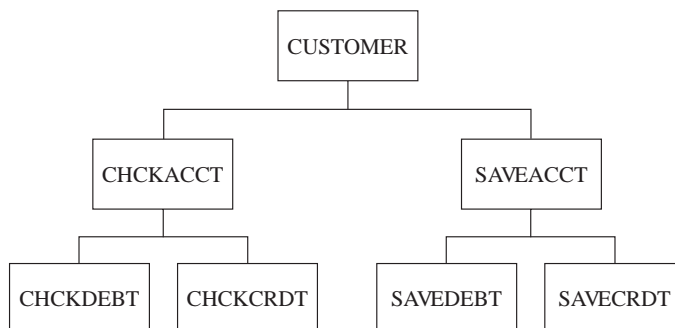 CUSTOMER
CHCKACCT
SAVEACCT
CHCKDEBT
CHCKCRDT
SAVEDEBT
SAVECRDT